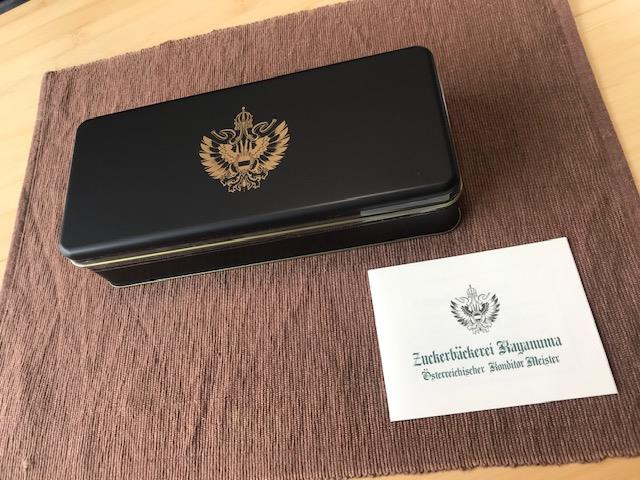 Zuckerbäckerei Kayanuma
Österreichischer Konditor Meister